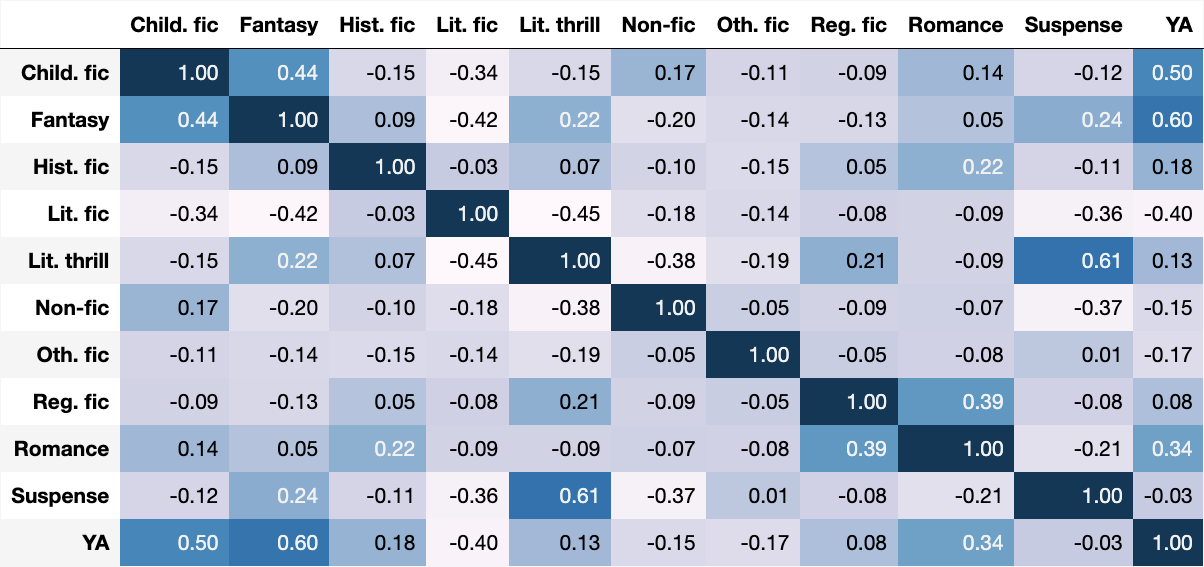 Child. fic Fantasy Hist. fic Lit. fic Lit. thrill Non-fic Oth. fic Reg. fic Romance Suspense YA
Child. fic 1.00 0.44 -0.15 -0.34 -0.15 0.17 -0.11 -0.09 0.14 -0.12 0.50
Fantasy 0.44 1.00 0.09 -0.42 0.22 -0.20 -0.14 -0.13 0.05 0.24 0.60
Hist. fic -0.15 0.09 1.00 -0.03 0.07 -0.10 -0.15 0.05 0.22 -0.11 0.18
Lit. fic -0.34 -0.42 -0.03 1.00 -0.45 -0.18 -0.14 -0.08 -0.09 -0.36 -0.40
Lit. thrill -0.15 0.22 0.07 -0.45 1.00 -0.38 -0.19 0.21 -0.09 0.61 0.13
Non-fic 0.17 -0.20 -0.10 -0.18 -0.38 1.00 -0.05 -0.09 -0.07 -0.37 -0.15
Oth. fic -0.11 -0.14 -0.15 -0.14 -0.19 -0.05 1.00 -0.05 -0.08 0.01 -0.17
Reg. fic -0.09 -0.13 0.05 -0.08 0.21 -0.09 -0.05 1.00 0.39 -0.08 0.08
Romance 0.14 0.05 0.22 -0.09 -0.09 -0.07 -0.08 0.39 1.00 -0.21 0.34
Suspense -0.12 0.24 -0.11 -0.36 0.61 -0.37 0.01 -0.08 -0.21 1.00 -0.03
YA 0.50 0.60 0.18 -0.40 0.13 -0.15 -0.17 0.08 0.34 -0.03 1.00